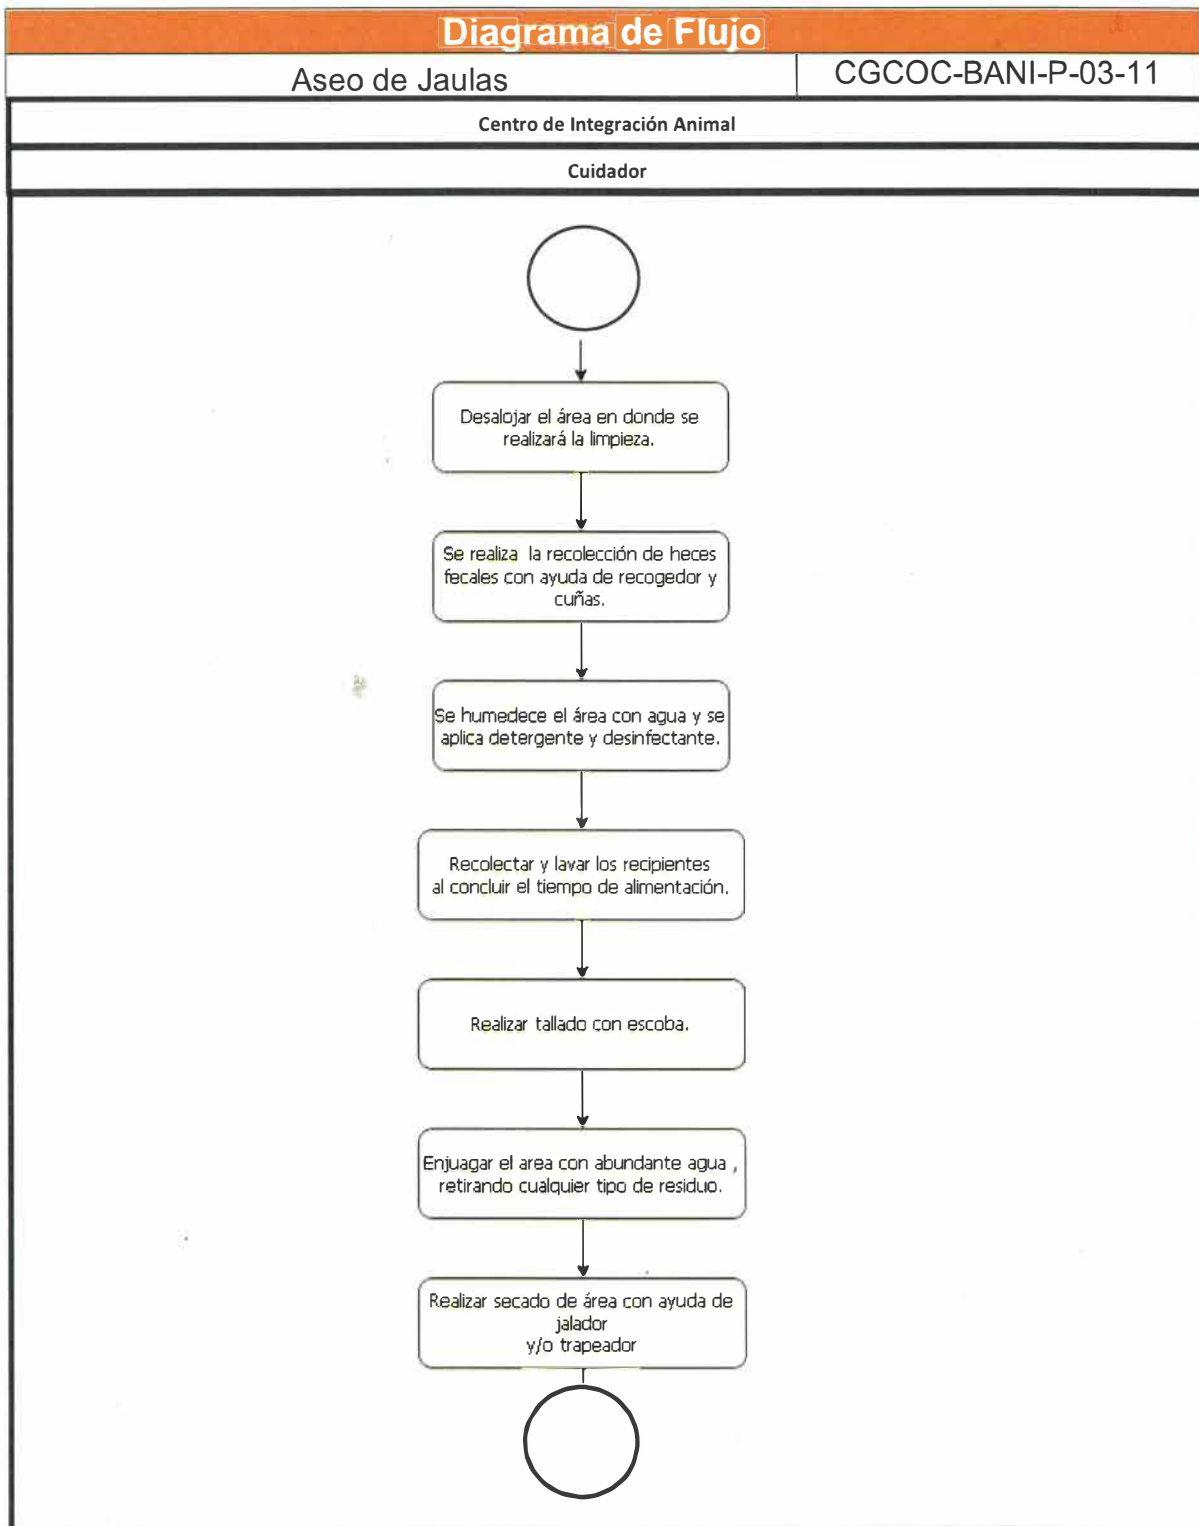 Diagrama de Flujo
Aseo de Jaulas
CGCOC-BANI-P-03-11
Centro de Integración Animal
Cuidador
Desalojar el área en donde se
realizará la limpieza.
Se realiza la recolección de heces
fecales con ayuda de recogedor y
cuñas.
Se humedece el área con agua y se
aplica detergente y desinfectante.
Recolectar y lavar los recipientes
al concluir el tiempo de alimentación.
Realizar tallado con escoba.
Enjuagar el area con abundante agua ,
retirando cualquier tipo de residuo.
Realizar secado de área con ayuda de
jalador
y/o trapeador